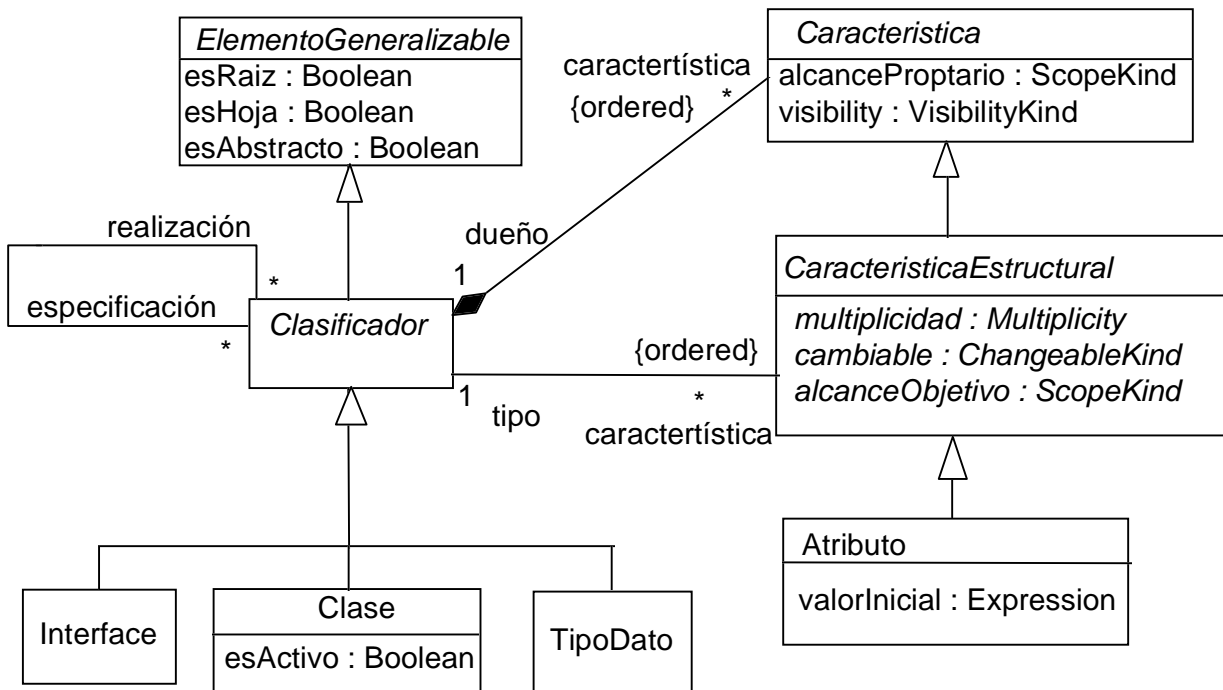 ElementoGeneralizable
esRaiz : Boolean
esHoja : Boolean
esAbstracto : Boolean
Caracteristica
alcanceProptario : ScopeKind
visibility : VisibilityKind
caractertística
*
{ordered}
realización
dueño
*
1
especificación
*
Clasificador
CaracteristicaEstructural
multiplicidad : Multiplicity
cambiable : ChangeableKind
alcanceObjetivo : ScopeKind
{ordered}
1
tipo
*
caractertística
Atributo
valorInicial : Expression
Interface
Clase
esActivo : Boolean
TipoDato